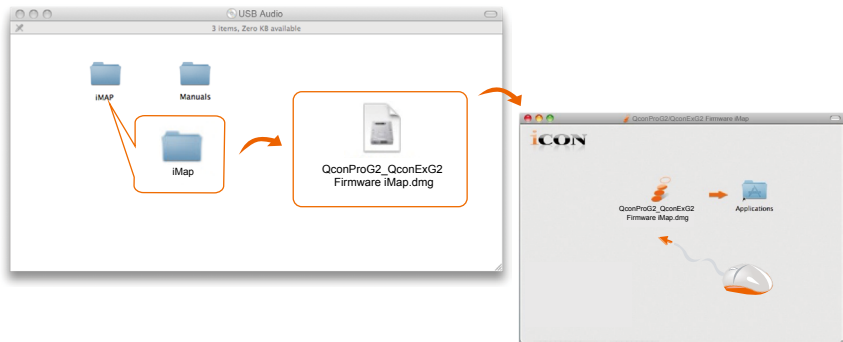 USB Audio
3 items, Zero KB available
iMAP
Manuals
iMap
QconProG2_QconExG2
Firmware iMap.dmg
QconProG2/QconExG2 Firmware iMap
iCON
QconProG2_QconExG2
Firmware iMap.dmg
Applications